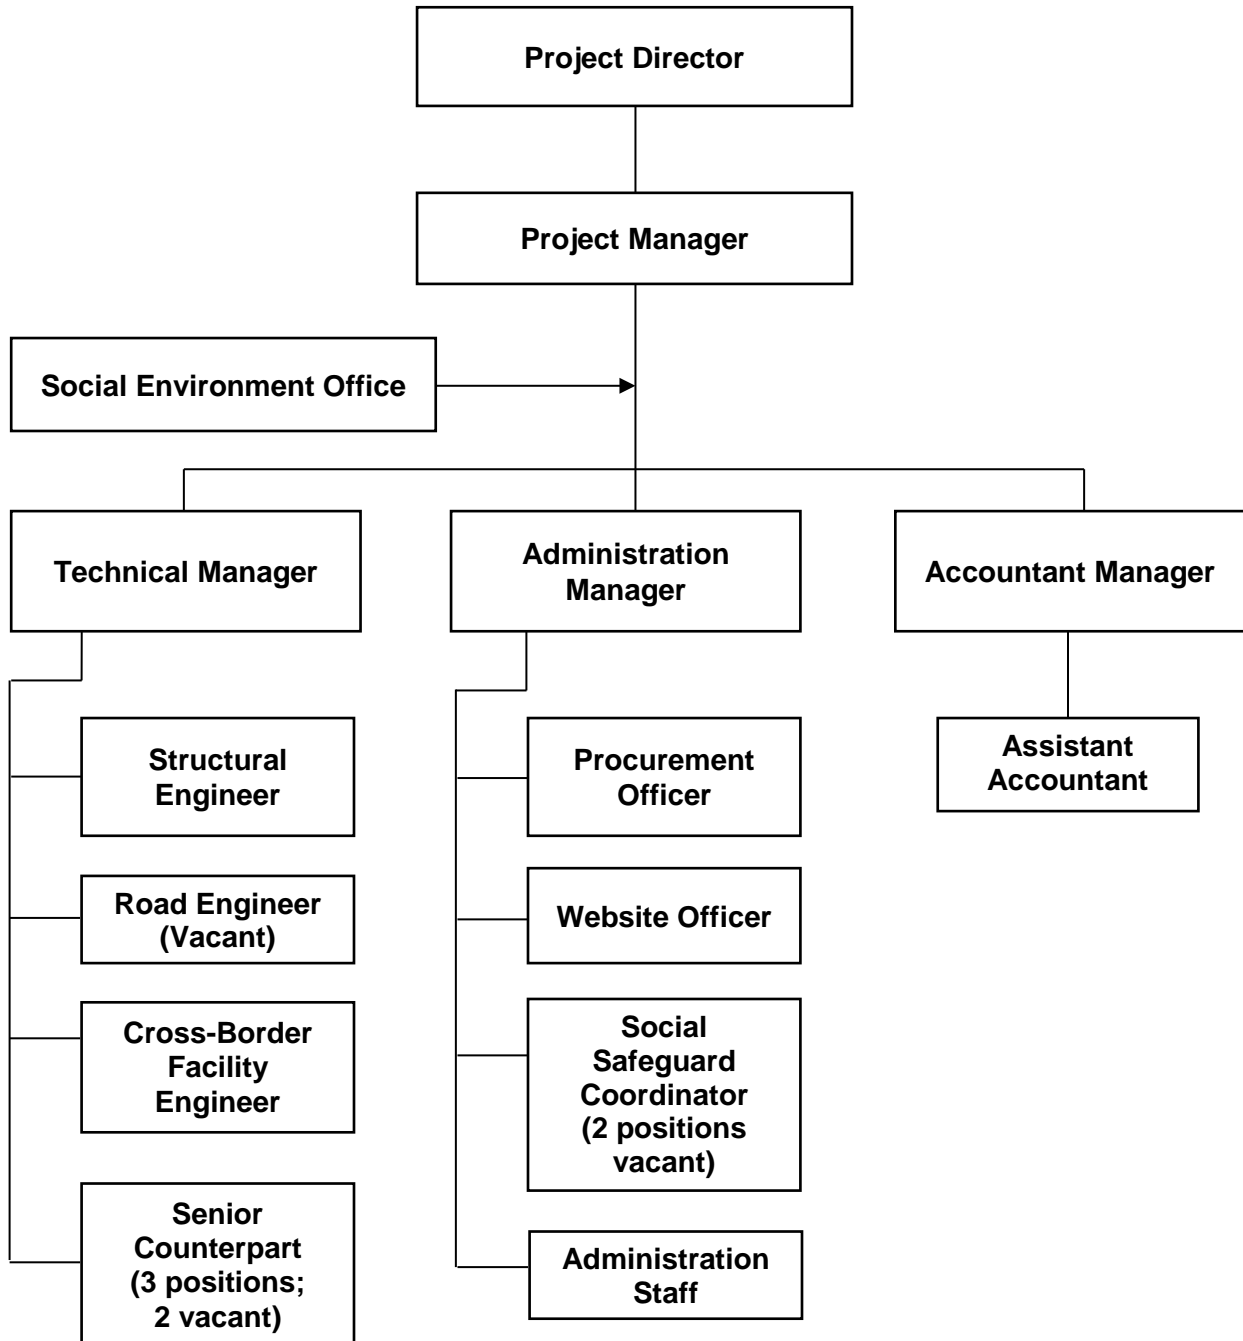 Project Director
Project Manager
Social Environment Office
Technical Manager
Administration
Manager
Accountant Manager
Structural
Engineer
Road Engineer
(Vacant)
Cross-Border
Facility
Engineer
Senior
Counterpart
(3 positions;
2 vacant)
Procurement
Officer
Website Officer
Social
Safeguard
Coordinator
(2 positions
vacant)
Administration
Staff
Assistant
Accountant